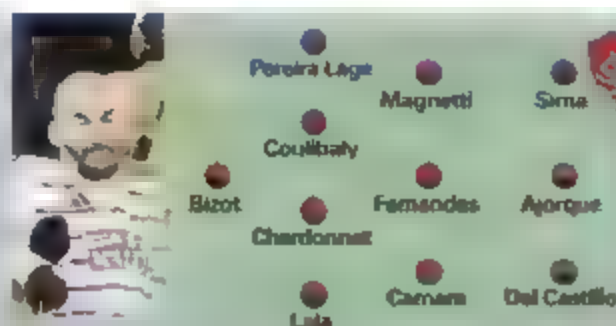 Pereira Lage
Magnetti
Sima
Coulibaly
Bizot
Fernandes
Ajorque
Chardonnet
Camara
Del Castillo
Lala